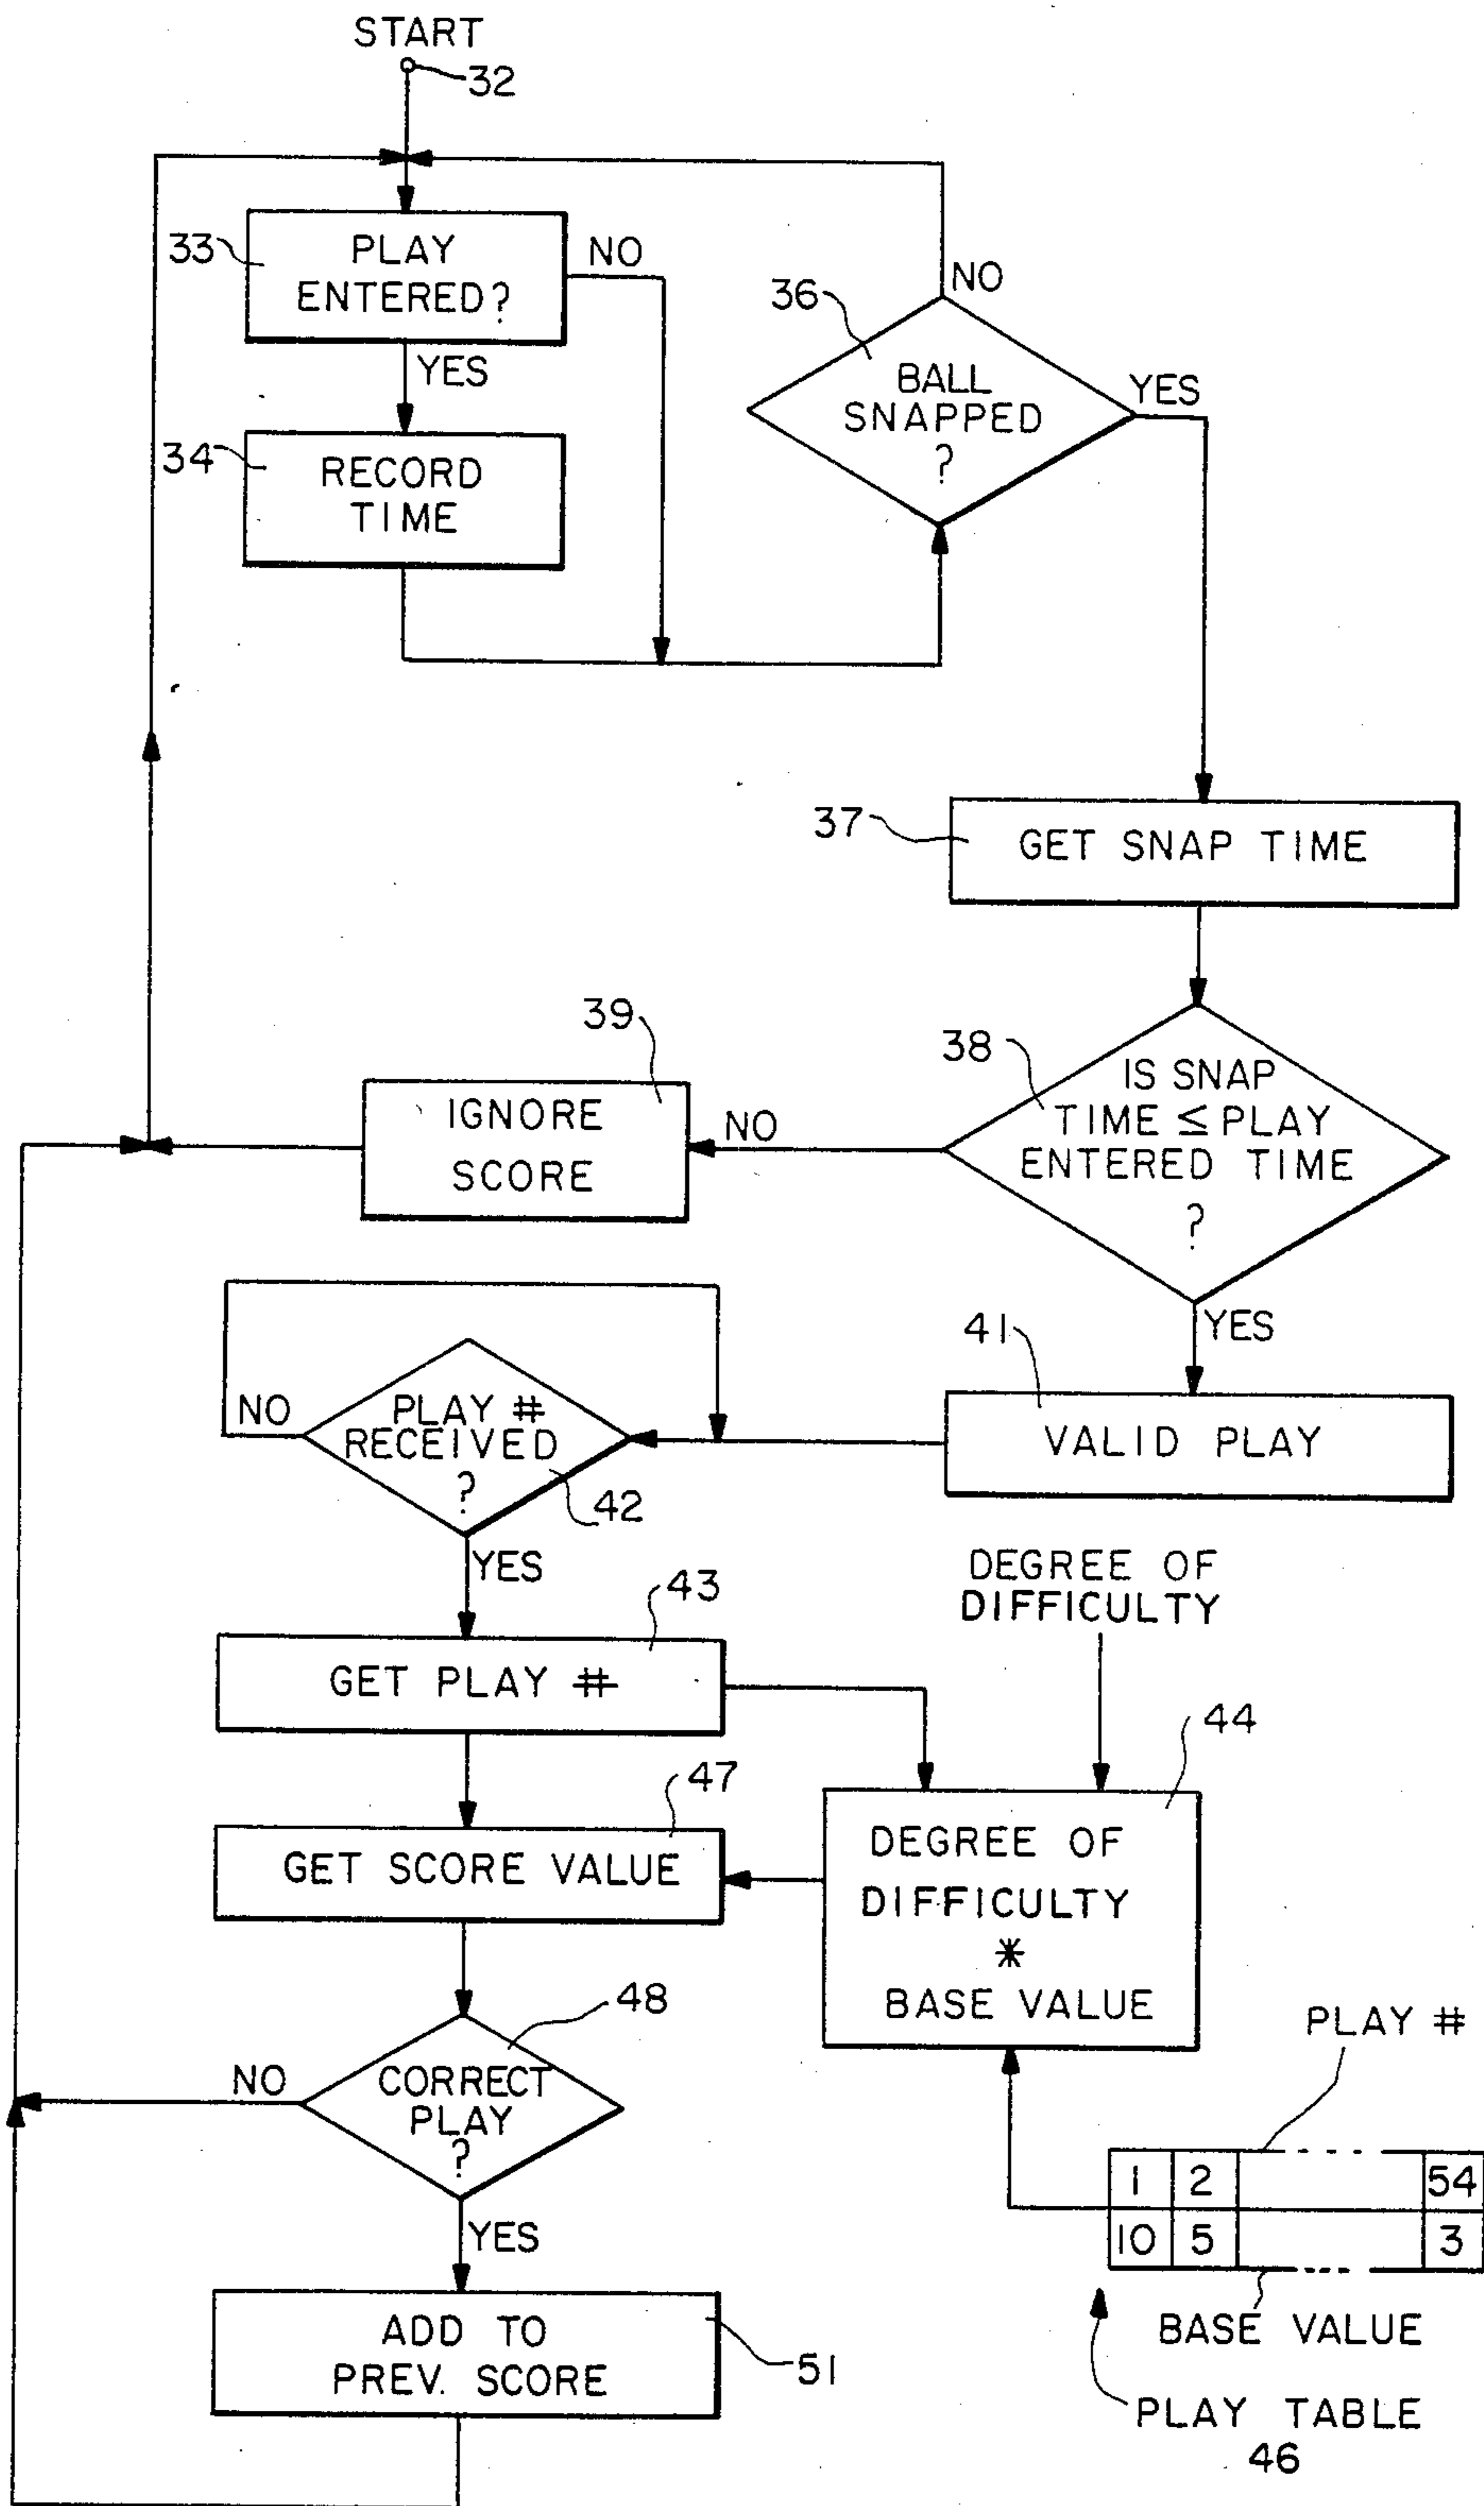 START
32
33
PLAY
ENTERED?
NO
YES
34
RECORD
TIME
36
NO
BALL
SNAPPED
?
YES
37
GET SNAP TIME
39
IGNORE
SCORE
NO
38
IS SNAP
TIME ≤ PLAY
ENTERED TIME
?
YES
41
VALID PLAY
NO
PLAY #
RECEIVED
?
42
YES
43
GET PLAY #
DEGREE OF
DIFFICULTY
44
47
GET SCORE VALUE
DEGREE OF
DIFFICULTY
*
BASE VALUE
48
NO
CORRECT
PLAY
?
YES
PLAY #
1 2 54
10 5 3
BASE VALUE
PLAY TABLE
46
ADD TO
PREV. SCORE
51